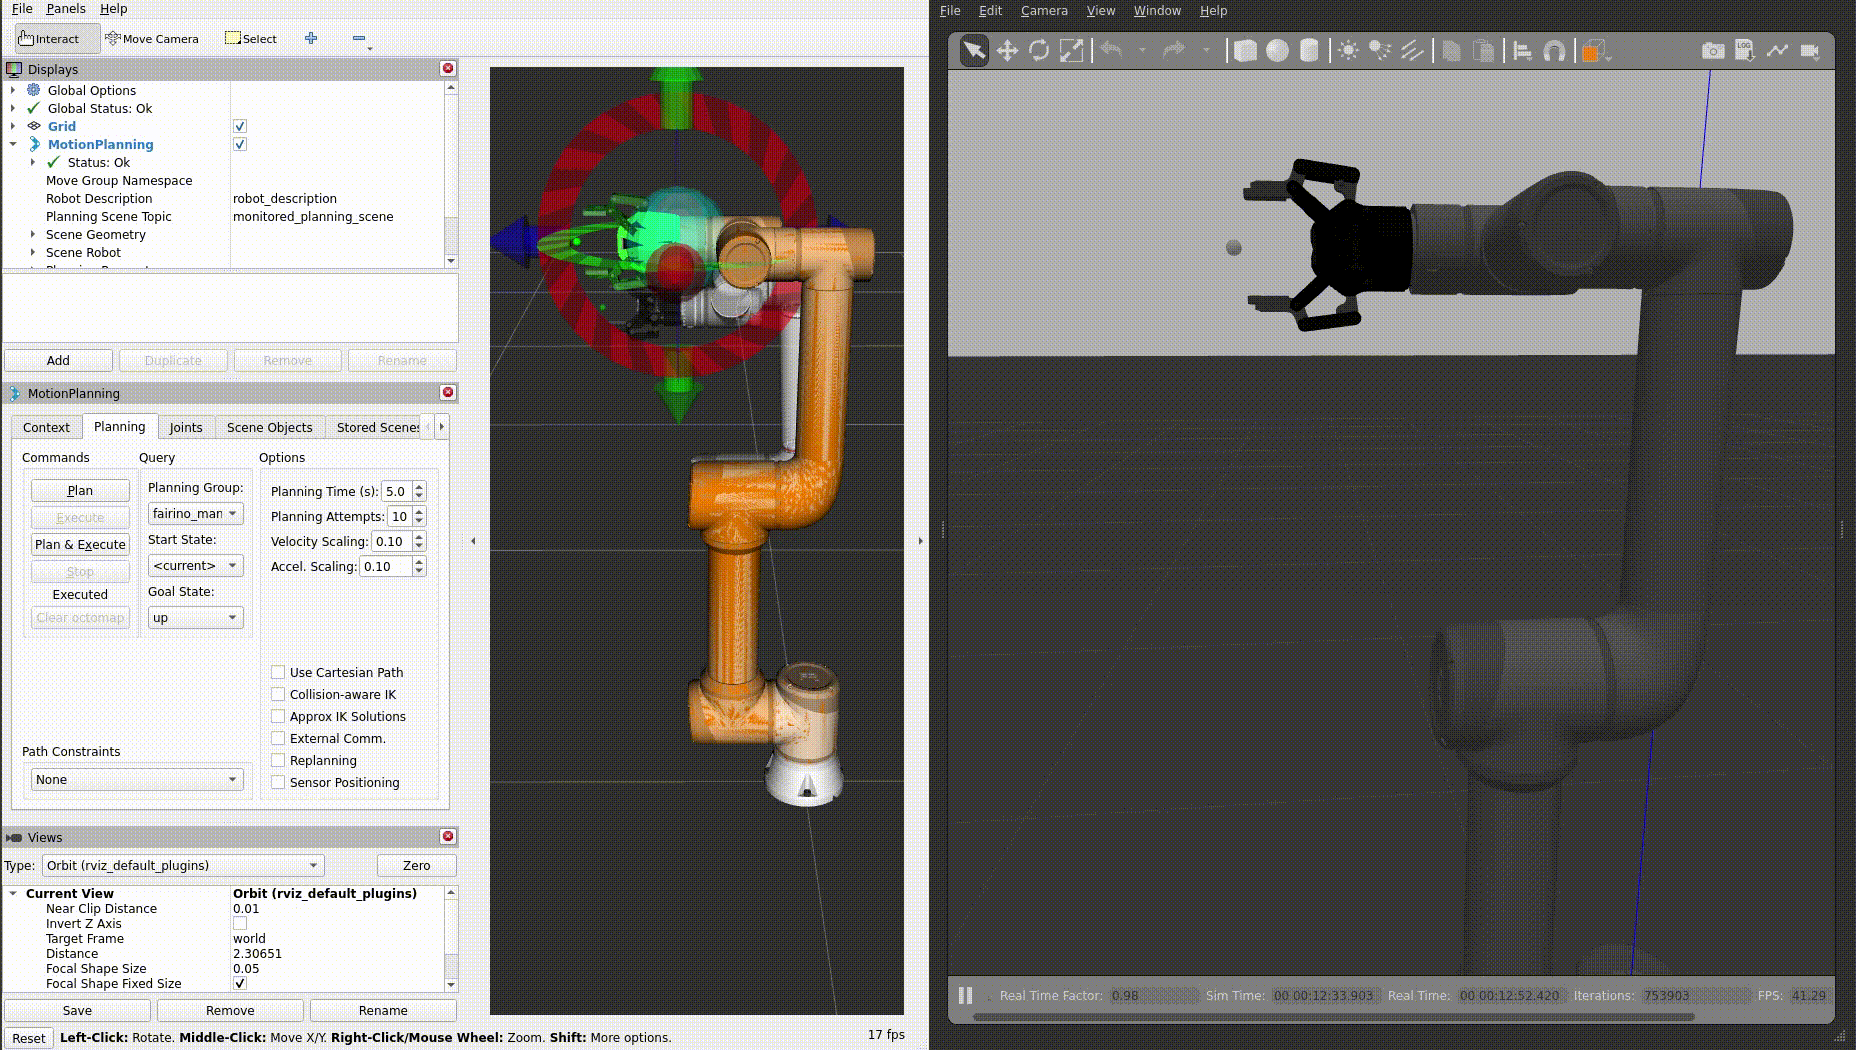 File Panels Help
Interact Move Camera Select
Displays
Global Options
Global Status: Ok
Grid
MotionPlanning
Status: Ok
Move Group Namespace
Robot Description robot_description
Planning Scene Topic monitored_planning_scene
Scene Geometry
Scene Robot
Add Duplicate Remove Rename
MotionPlanning
Context Planning Joints Scene Objects Stored Scenes
Commands Query Options
Plan
Execute
Plan & Execute
Stop
Executed
Clear octomap
Planning Group:
fairino_man
Start State:
<current>
Goal State:
up
Planning Time (s): 5.0
Planning Attempts: 10
Velocity Scaling: 0.10
Accel. Scaling: 0.10
Use Cartesian Path
Collision-aware IK
Approx IK Solutions
External Comm.
Replanning
Sensor Positioning
Path Constraints
None
Views
Type: Orbit (rviz_default_plugins) Zero
Current View Orbit (rviz_default_plugins)
Near Clip Distance 0.01
Invert Z Axis
Target Frame world
Distance 2.30651
Focal Shape Size 0.05
Focal Shape Fixed Size
Save Remove Rename
Reset Left-Click: Rotate. Middle-Click: Move X/Y. Right-Click/Mouse Wheel: Zoom. Shift: More options. 17 fps
File Edit Camera View Window Help
LOG
Real Time Factor: 0.98 Sim Time: 00 00:12:33.903 Real Time: 00 00:12:52.420 Iterations: 753903 FPS: 41.29